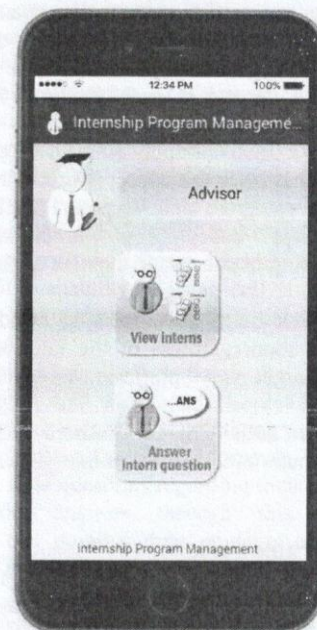 12:34 PM 100%
Internship Program Manageme...
Advisor
View interns
...ANS
Answer
intern question
Internship Program Management